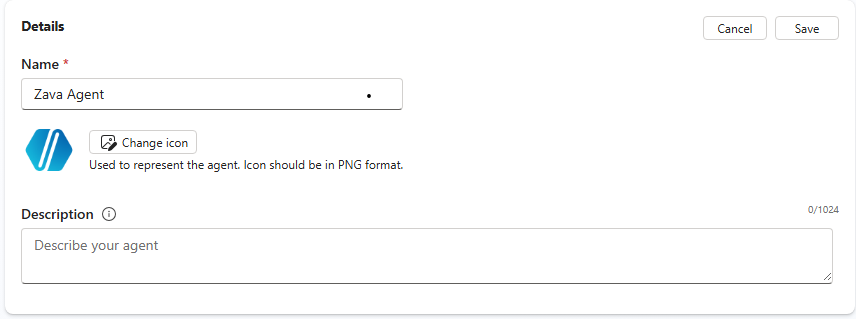 Details
Cancel
Save
Name *
Zava Agent
Change icon
Used to represent the agent. Icon should be in PNG format.
Description
0/1024
Describe your agent